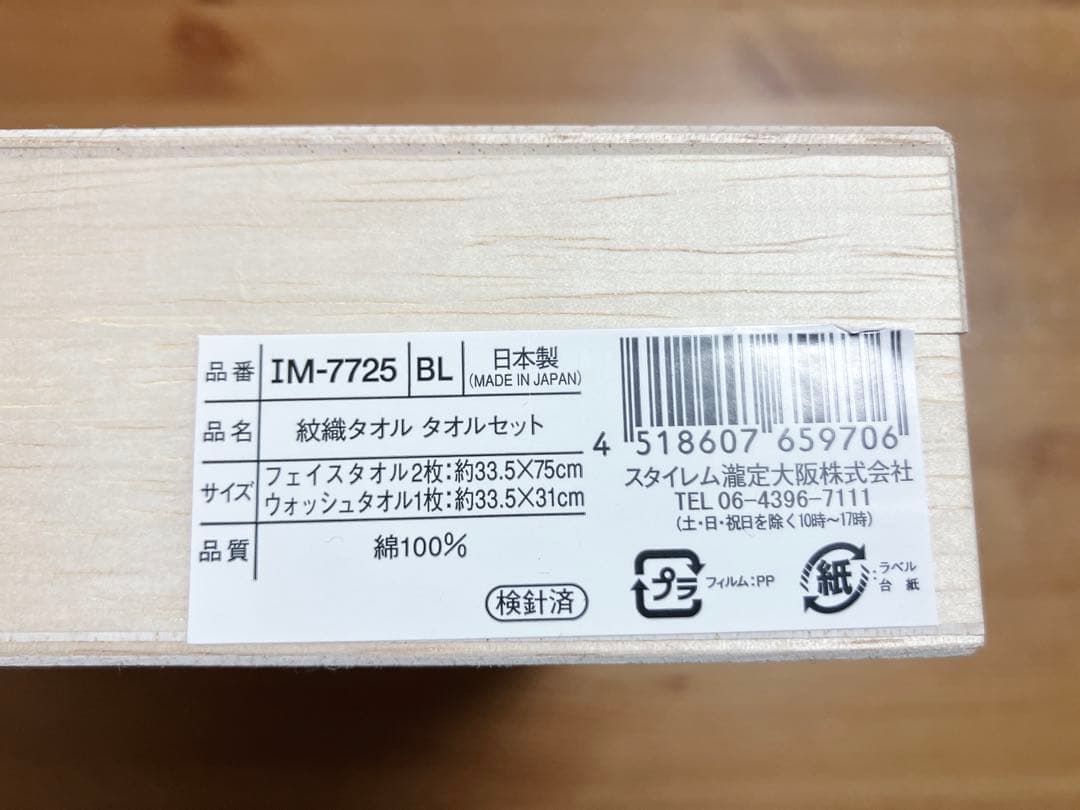 品番 IM-7725 BL 日本製
(MADE IN JAPAN)
品名 紋織タオル タオルセット
サイズ フェイスタオル2枚:約33.5×75cm
ウォッシュタオル1枚:約33.5×31cm
品質 綿100%
検針済
4 518607 659706
スタイレム瀧定大阪株式会社
TEL 06-4396-7111
(土・日・祝日を除く10時~17時)
プラ フィルム:PP
紙 :ラベル
台紙